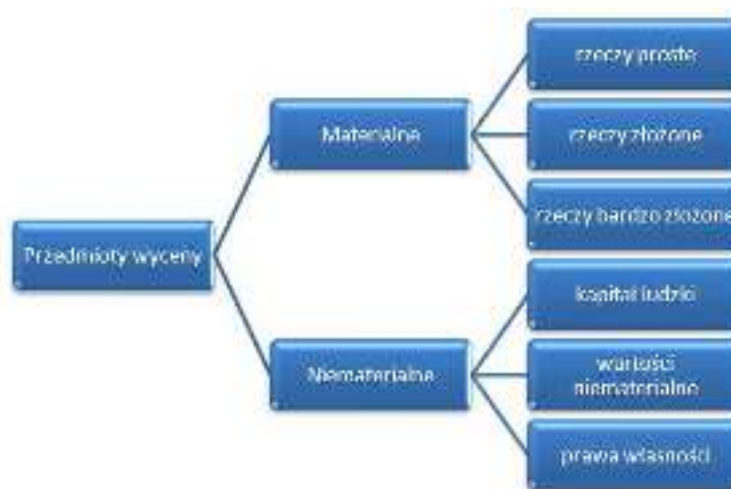 rzeczy proste
Materialne
rzeczy złożone
rzeczy bardzo złożone
Przedmioty wyceny
kapitał ludzki
Niematerialne
wartości
niematerialne
prawa własności